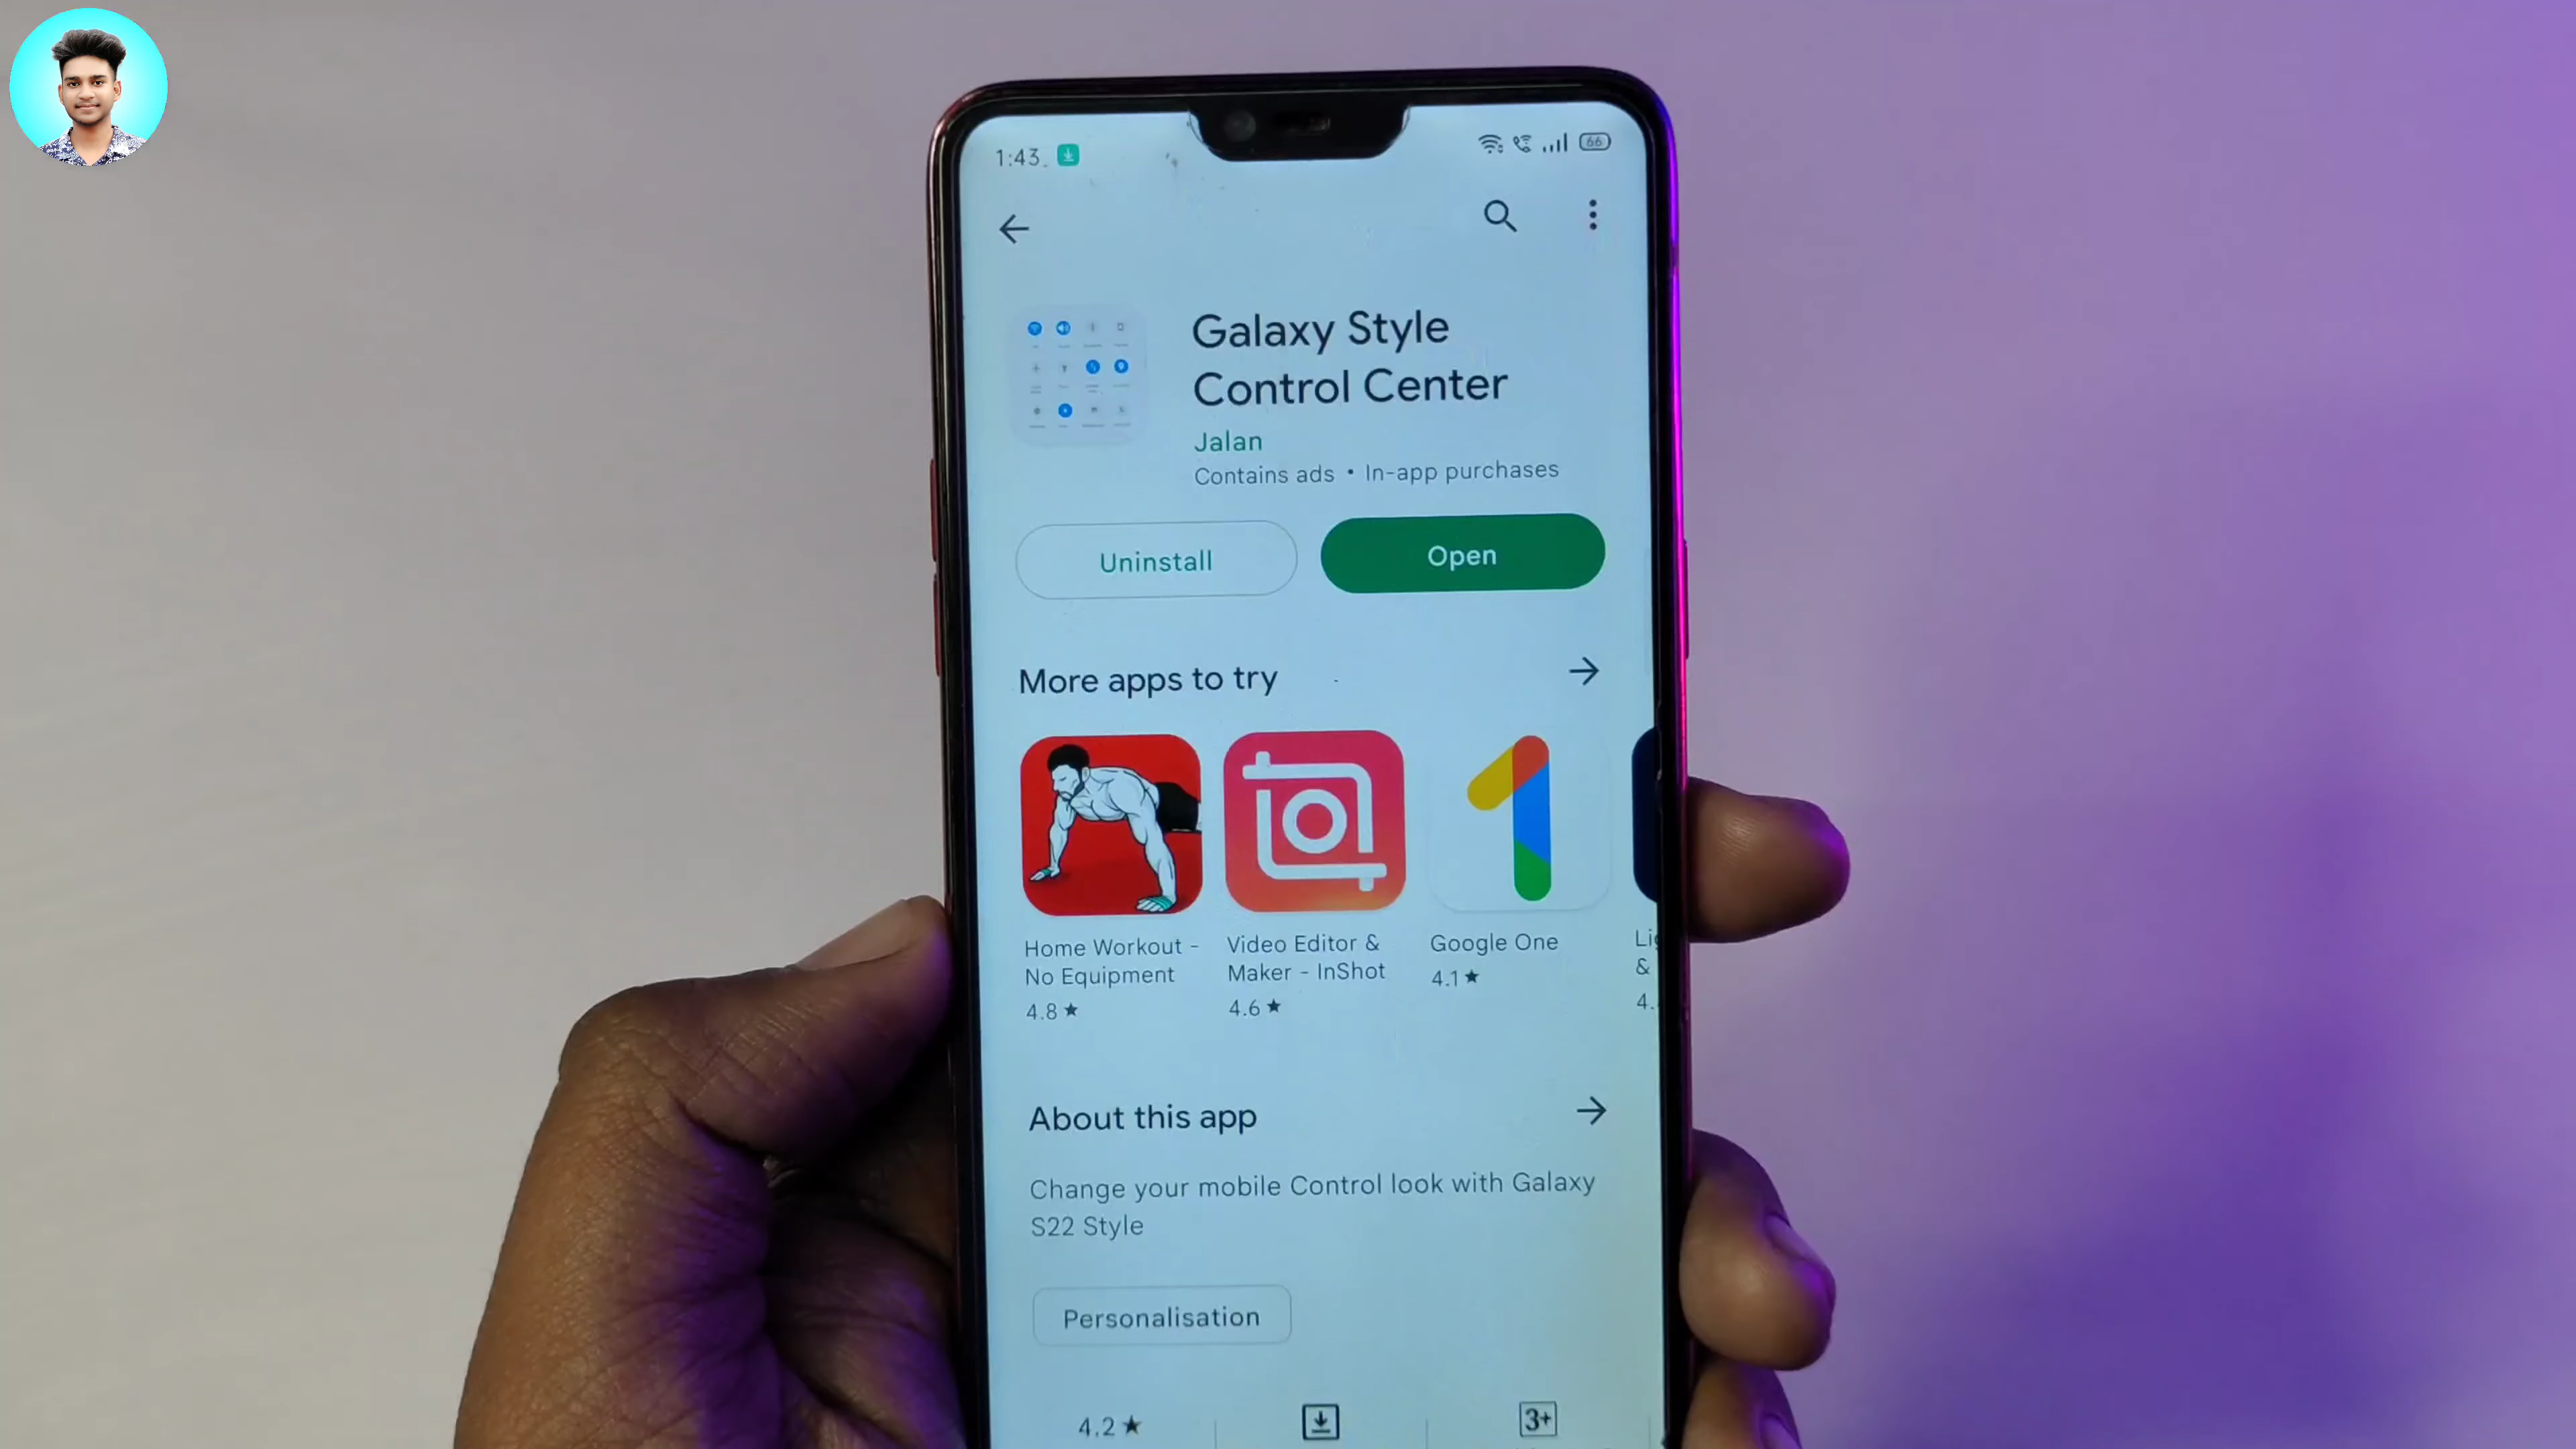 1:43
66
Galaxy Style
Control Center
Jalan
Contains ads • In-app purchases
Uninstall
Open
More apps to try
Home Workout -
No Equipment
4.8 ★
Video Editor &
Maker - InShot
4.6 ★
Google One
4.1 ★
&
4.
About this app
Change your mobile Control look with Galaxy
S22 Style
Personalisation
4.2 ★
3+